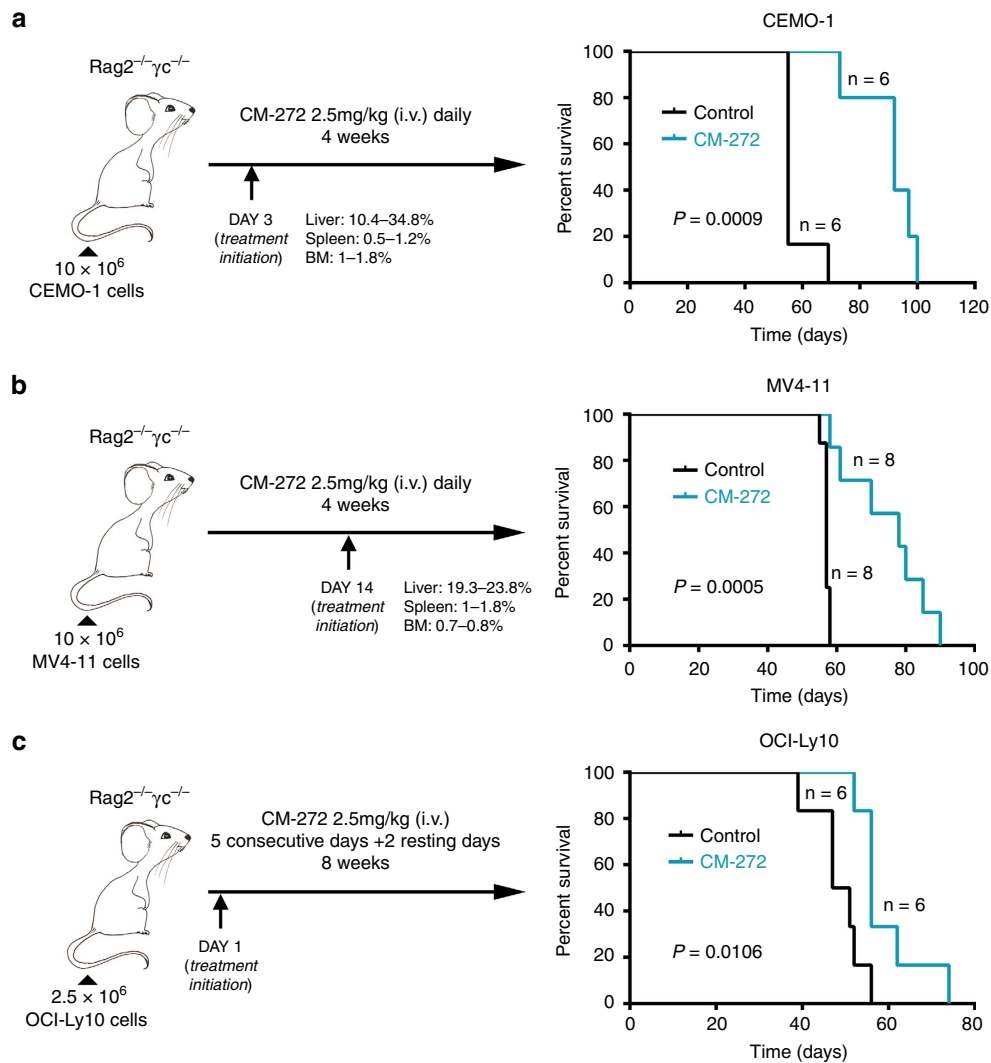 a
Rag2⁻/⁻γc⁻/⁻
CM-272 2.5mg/kg (i.v.) daily
4 weeks
DAY 3
(treatment
initiation)
Liver: 10.4–34.8%
Spleen: 0.5–1.2%
BM: 1–1.8%
10 × 10⁶
CEMO-1 cells
CEMO-1
Percent survival
100
80
60
40
20
0
n = 6
Control
CM-272
P = 0.0009
n = 6
0 20 40 60 80 100 120
Time (days)
b
Rag2⁻/⁻γc⁻/⁻
CM-272 2.5mg/kg (i.v.) daily
4 weeks
DAY 14
(treatment
initiation)
Liver: 19.3–23.8%
Spleen: 1–1.8%
BM: 0.7–0.8%
10 × 10⁶
MV4-11 cells
MV4-11
Percent survival
100
80
60
40
20
0
n = 8
Control
CM-272
P = 0.0005
n = 8
0 20 40 60 80 100
Time (days)
c
Rag2⁻/⁻γc⁻/⁻
CM-272 2.5mg/kg (i.v.)
5 consecutive days +2 resting days
8 weeks
DAY 1
(treatment
initiation)
2.5 × 10⁶
OCI-Ly10 cells
OCI-Ly10
Percent survival
100
80
60
40
20
0
n = 6
Control
CM-272
n = 6
P = 0.0106
0 20 40 60 80
Time (days)